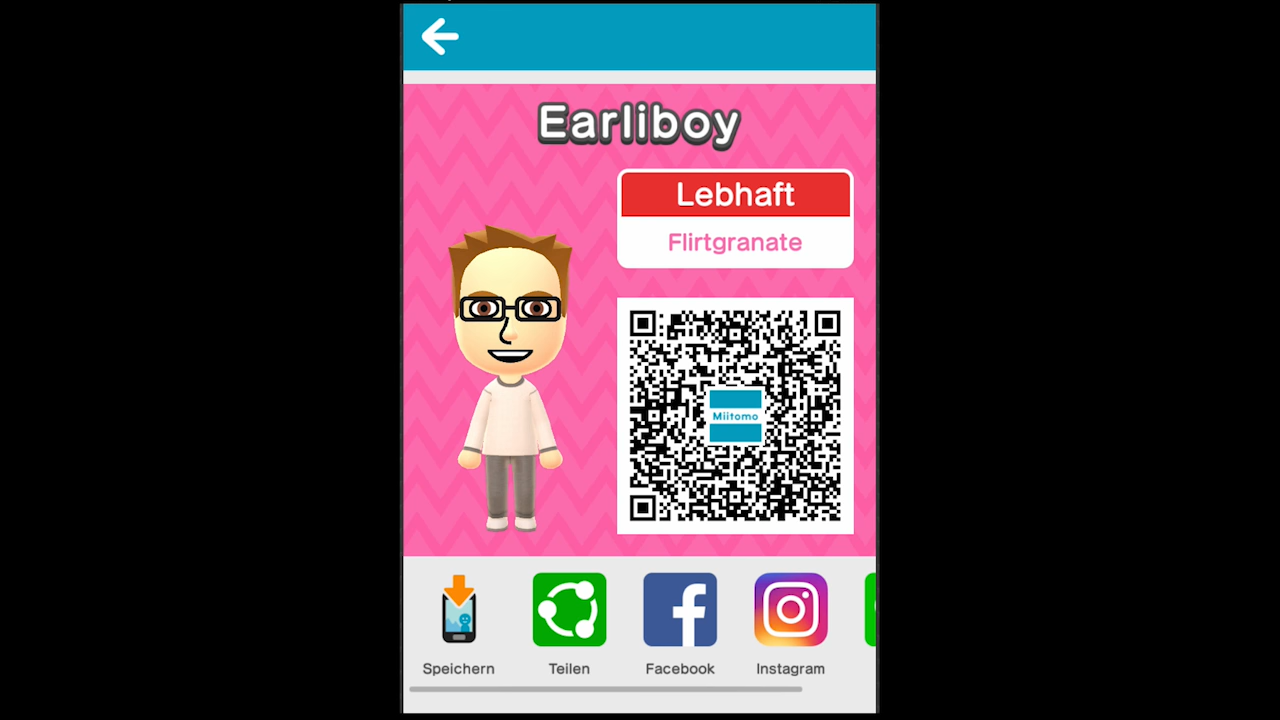 Earliboy
Lebhaft
Flirtgranate
Miitomo
Speichern
Teilen
Facebook
Instagram